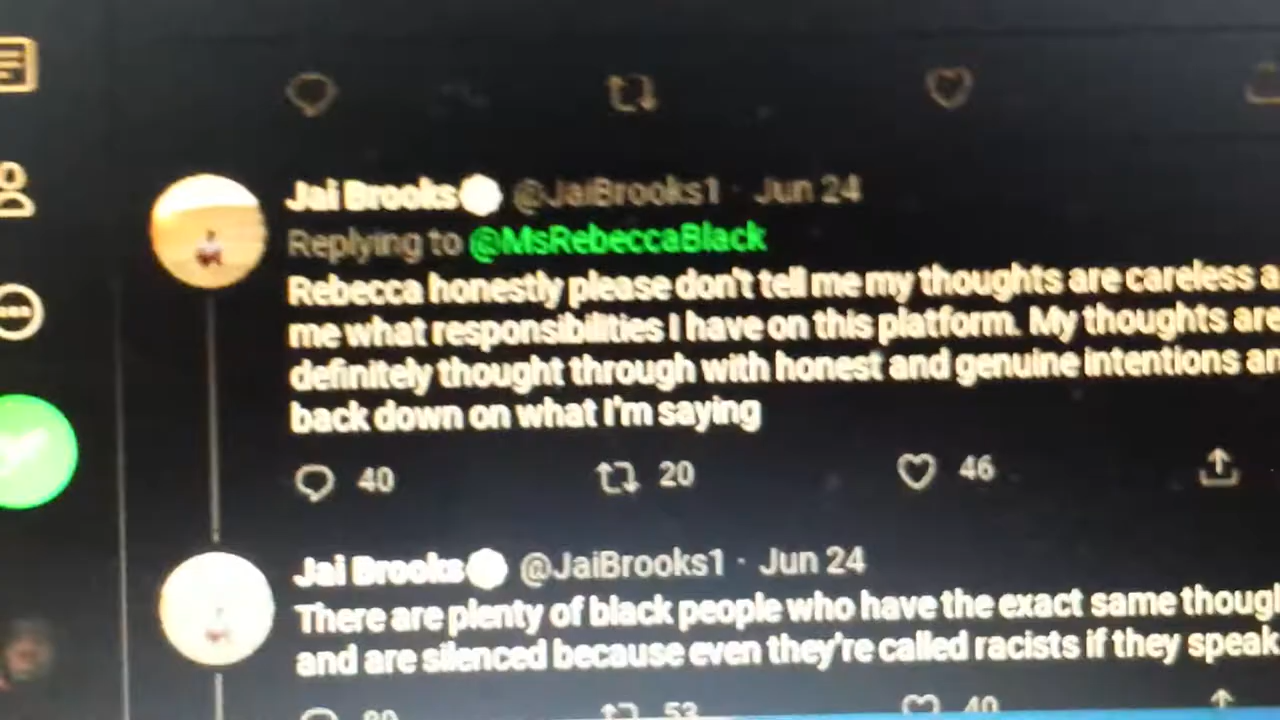 Jai Brooks @JaiBrooks1 · Jun 24
Replying to @MsRebeccaBlack
Rebecca honestly please don't tell me my thoughts are careless a
me what responsibilities I have on this platform. My thoughts are
definitely thought through with honest and genuine intentions an
back down on what I'm saying
40 20 46
Jai Brooks @JaiBrooks1 · Jun 24
There are plenty of black people who have the exact same though
and are silenced because even they're called racists if they speak
53